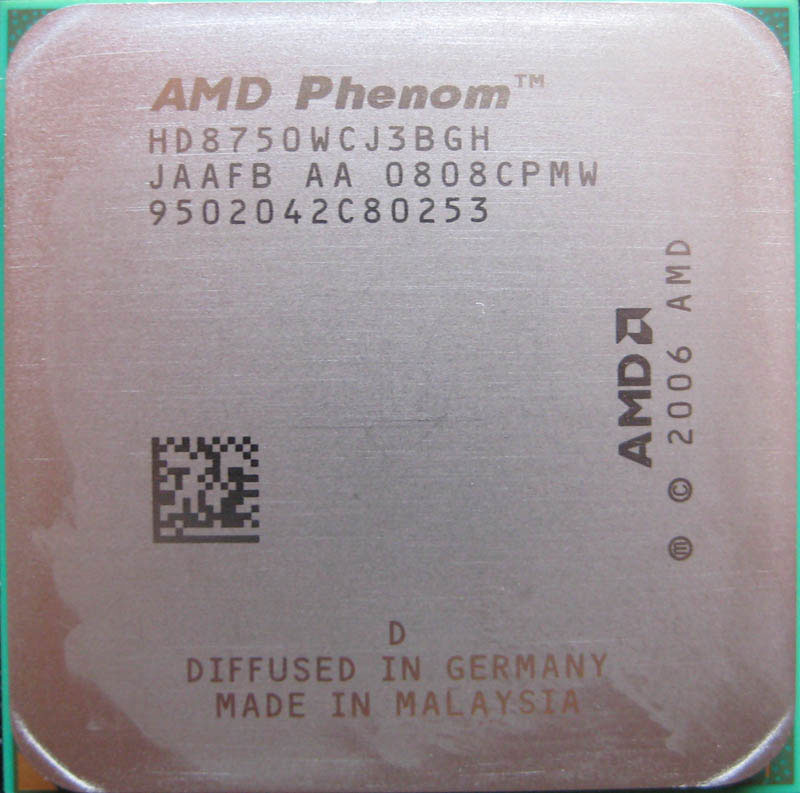 AMD Phenom™
HD8750WCJ3BGH
JAAFB AA 0808CPMW
9502042C80253
AMD
ⓜ © 2006 AMD
D
DIFFUSED IN GERMANY
MADE IN MALAYSIA